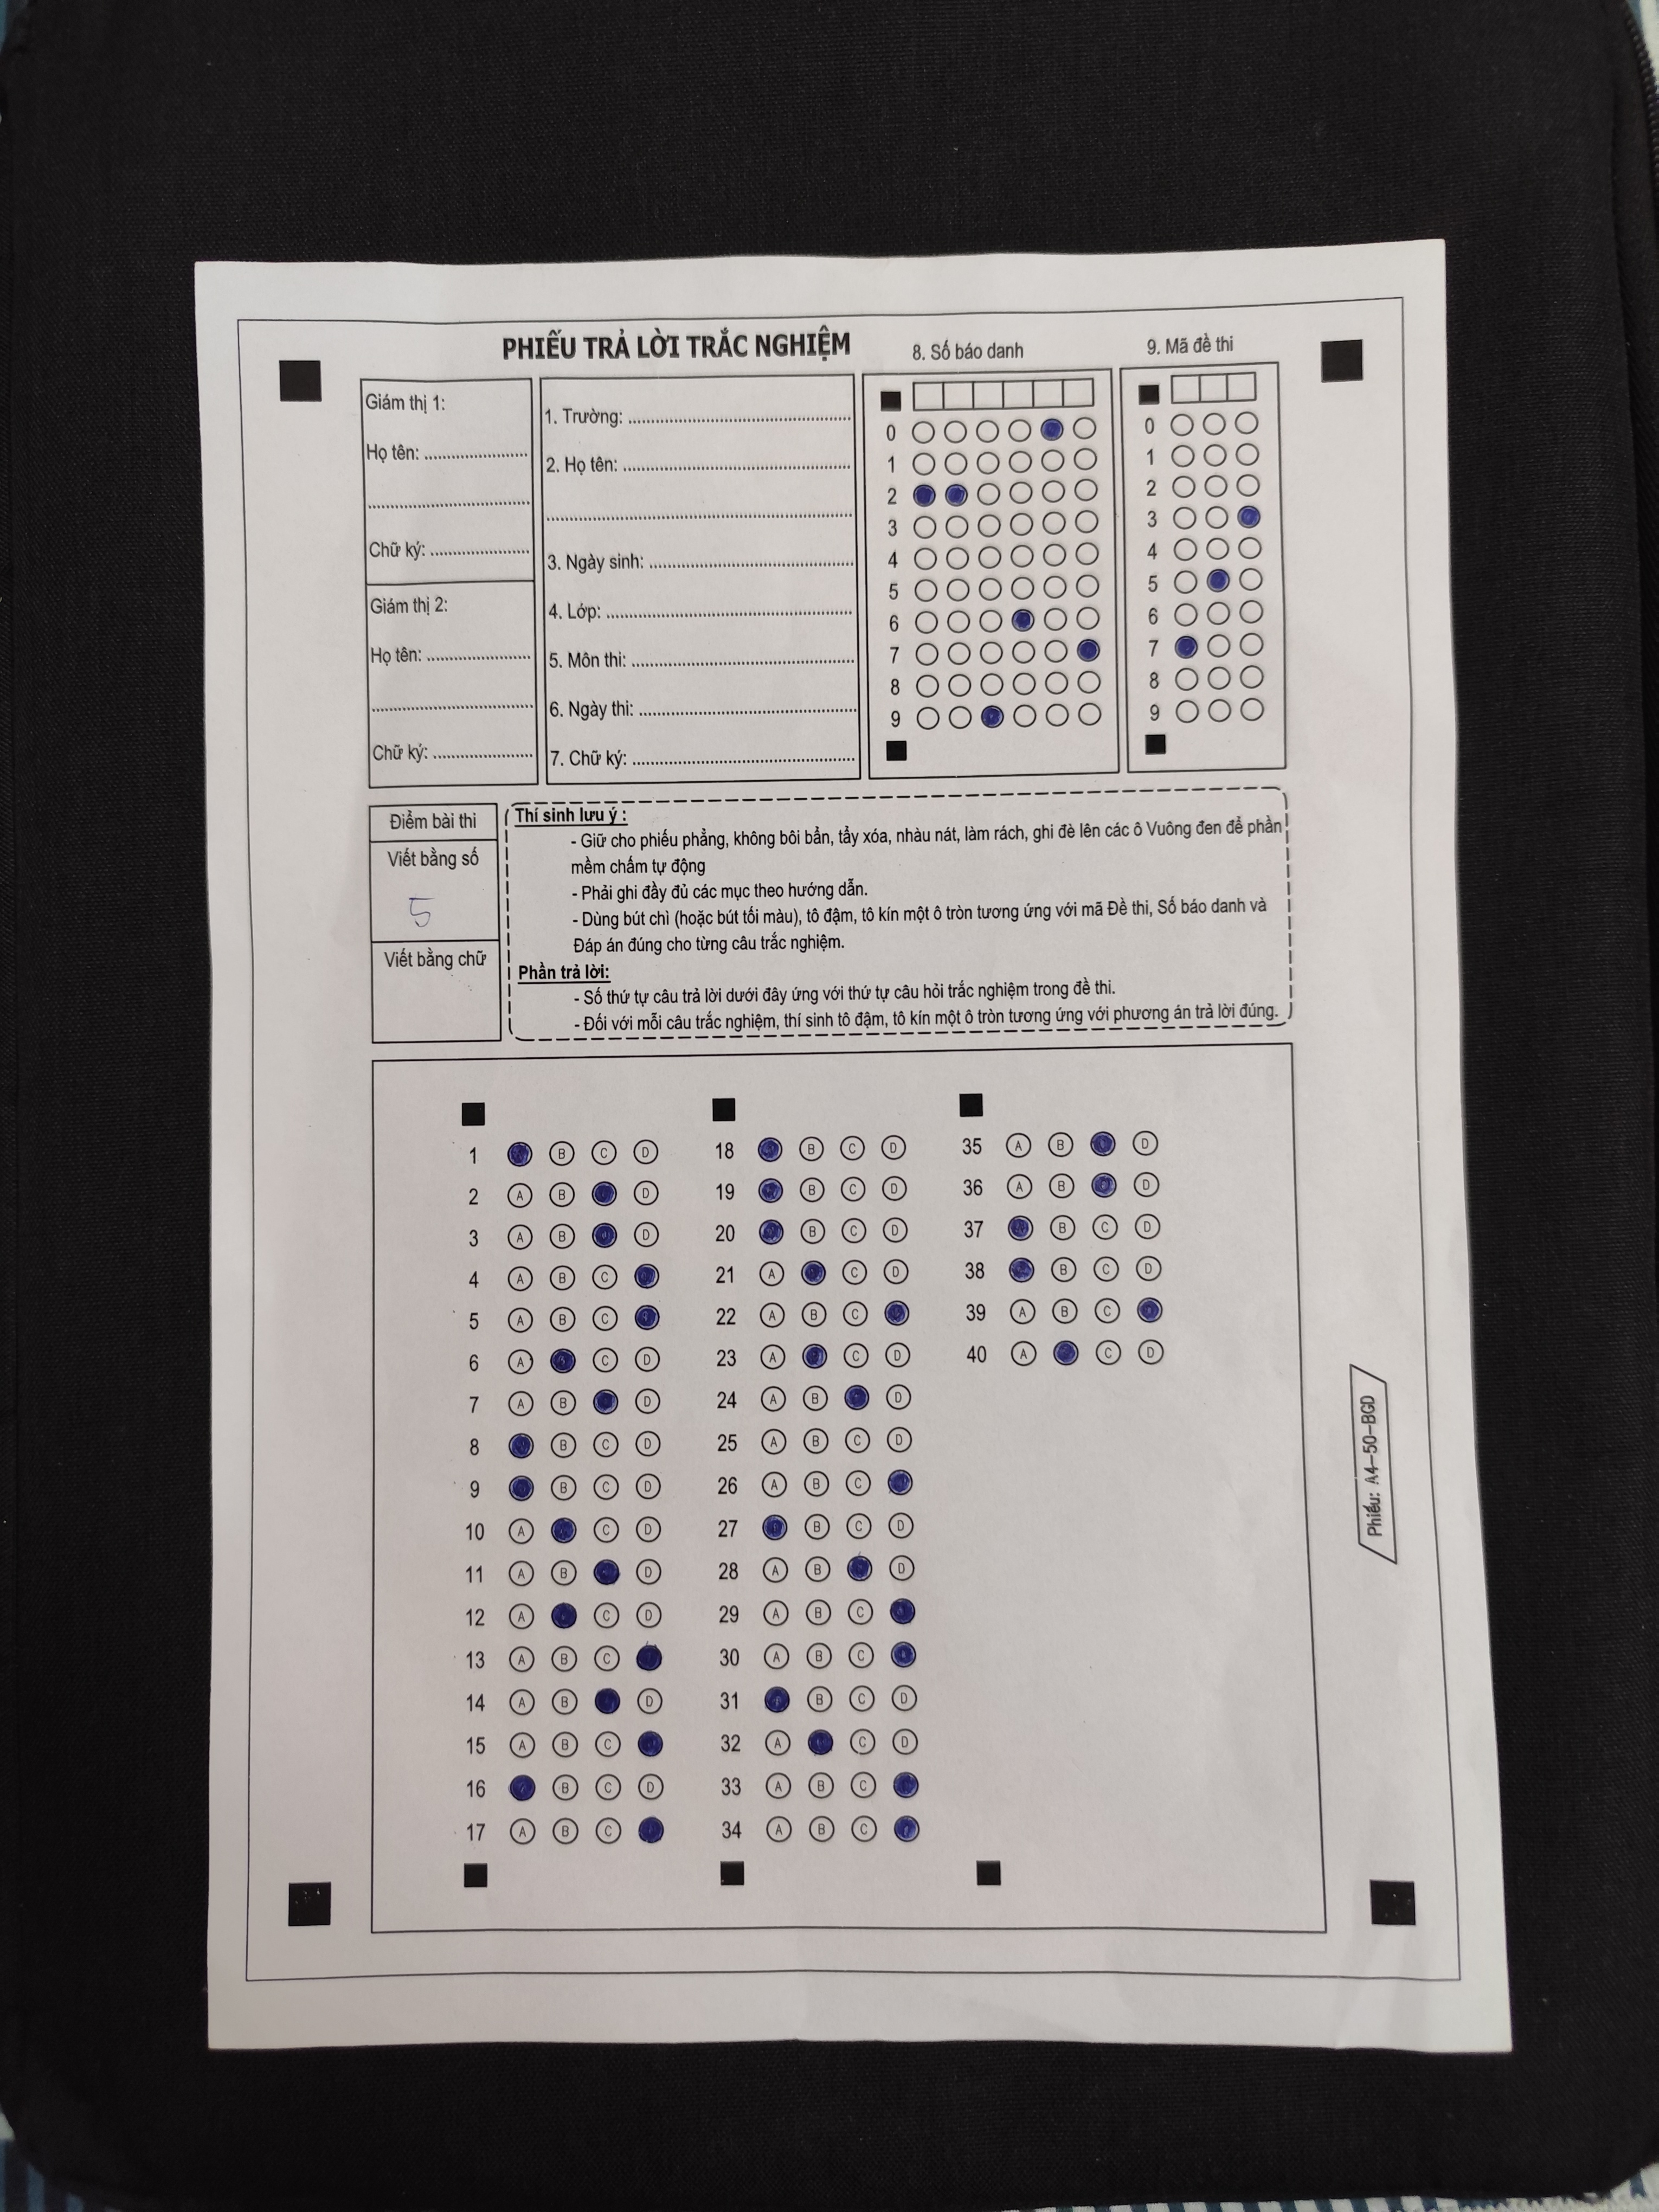 PHIẾU TRẢ LỜI TRẮC NGHIỆM
8. Số báo danh
9. Mã đề thi
Giám thị 1:
Họ tên: ......................
Chữ ký: .....................
Giám thị 2:
Họ tên: ......................
Chữ ký: .....................
1. Trường: ..............................................
2. Họ tên: ..............................................
3. Ngày sinh: ..........................................
4. Lớp: ..................................................
5. Môn thi: .............................................
6. Ngày thi: ............................................
7. Chữ ký: .............................................
0
1
2
3
4
5
6
7
8
9
0
1
2
3
4
5
6
7
8
9
Điểm bài thi
Viết bằng số
5
Viết bằng chữ
Thí sinh lưu ý :
- Giữ cho phiếu phẳng, không bôi bẩn, tẩy xóa, nhàu nát, làm rách, ghi đè lên các ô Vuông đen để phần
mềm chấm tự động
- Phải ghi đầy đủ các mục theo hướng dẫn.
- Dùng bút chì (hoặc bút tối màu), tô đậm, tô kín một ô tròn tương ứng với mã Đề thi, Số báo danh và
Đáp án đúng cho từng câu trắc nghiệm.
Phần trả lời:
- Số thứ tự câu trả lời dưới đây ứng với thứ tự câu hỏi trắc nghiệm trong đề thi.
- Đối với mỗi câu trắc nghiệm, thí sinh tô đậm, tô kín một ô tròn tương ứng với phương án trả lời đúng.
1 B C D
2 A B D
3 A B D
4 A B C
5 A B C
6 A C D
7 A B D
8 B C D
9 B C D
10 A C D
11 A B D
12 A C D
13 A B C
14 A B D
15 A B C
16 B C D
17 A B C
18 B C D
19 B C D
20 B C D
21 A C D
22 A B C
23 A C D
24 A B D
25 A B C D
26 A B C
27 B C D
28 A B D
29 A B C
30 A B C
31 B C D
32 A C D
33 A B C
34 A B C
35 A B D
36 A B D
37 B C D
38 B C D
39 A B C
40 A C D
Phiếu: A4-50-BGD